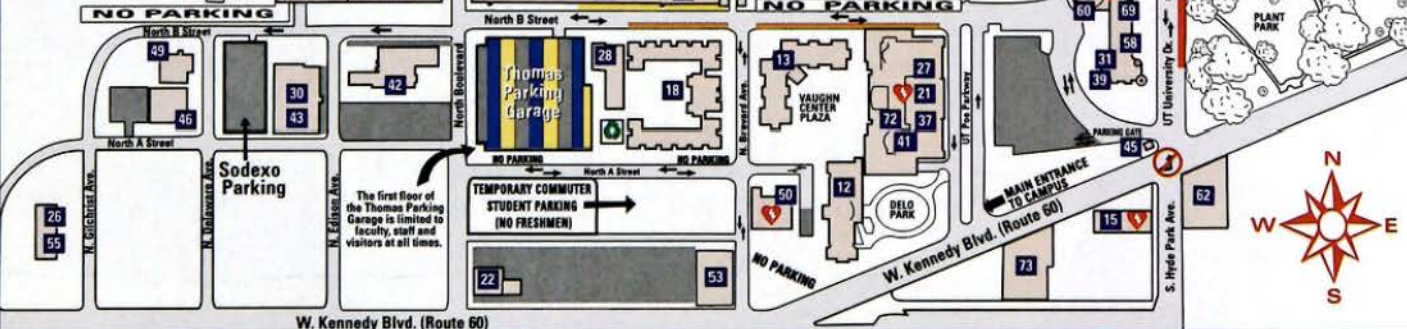 NO PARKING
NO PARKING
North B Street
North B Street
49
46
30
43
42
North Boulevard
Thomas
Parking
Garage
28
18
N. Brevard Ave.
13
VAUGHN
CENTER
PLAZA
27
21
72
37
41
UT Poe Parkway
60
69
58
31
39
UT University Dr.
PLANT
PARK
PARKING GATE
45
North A Street
Sodexo
Parking
N. Gilchrist Ave.
N. Delaware Ave.
N. Edison Ave.
26
55
The first floor of
the Thomas Parking
Garage is limited to
faculty, staff and
visitors at all times.
NO PARKING
NO PARKING
North A Street
TEMPORARY COMMUTER
STUDENT PARKING
(NO FRESHMEN)
50
12
DELO
PARK
MAIN ENTRANCE
TO CAMPUS
W. Kennedy Blvd. (Route 60)
NO PARKING
22
53
73
15
62
S. Hyde Park Ave.
N
W
E
S
W. Kennedy Blvd. (Route 60)